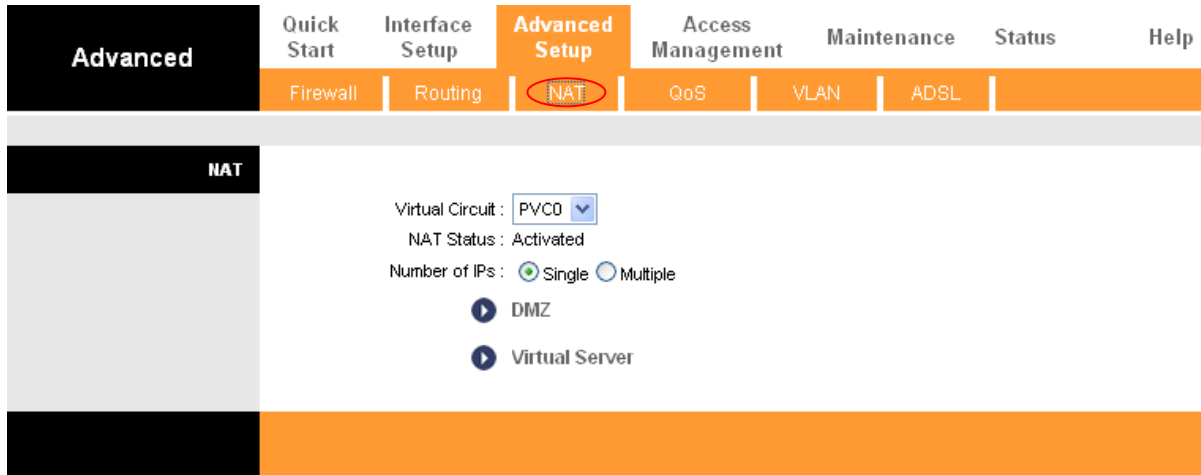 Advanced
Quick Start
Interface Setup
Advanced Setup
Access Management
Maintenance
Status
Help
Firewall
Routing
NAT
QoS
VLAN
ADSL
NAT
Virtual Circuit : PVC0
NAT Status : Activated
Number of IPs : Single Multiple
DMZ
Virtual Server